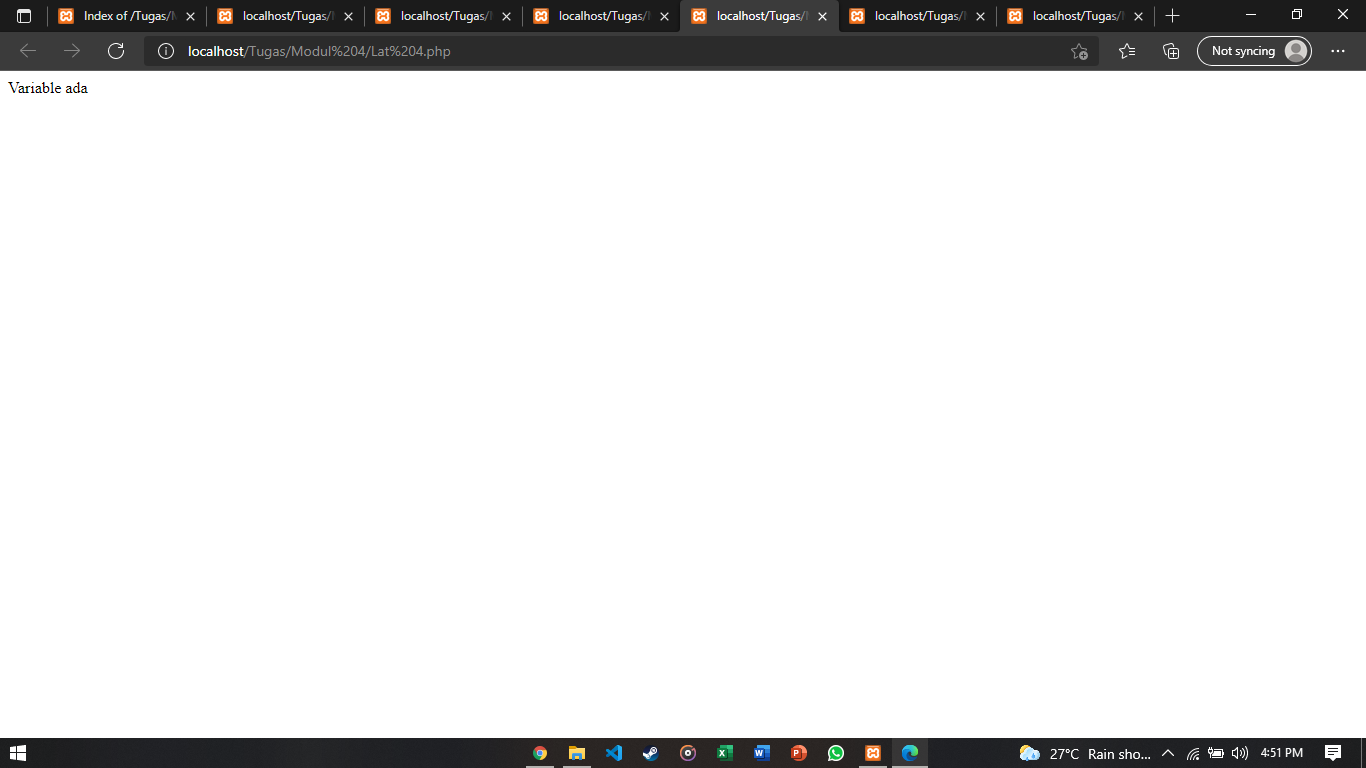 Index of /Tugas/M
localhost/Tugas/
localhost/Tugas/
localhost/Tugas/
localhost/Tugas/
localhost/Tugas/
localhost/Tugas/
localhost/Tugas/Modul%204/Lat%204.php
Not syncing
Variable ada
27°C Rain sho...
4:51 PM